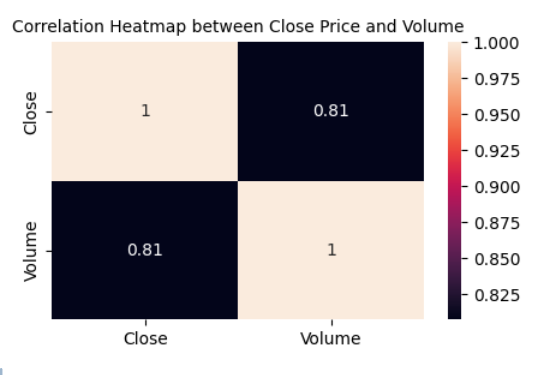 Correlation Heatmap between Close Price and Volume
1.000
0.975
0.950
0.925
0.900
0.875
0.850
0.825
Close
1
0.81
Volume
0.81
1
Close
Volume